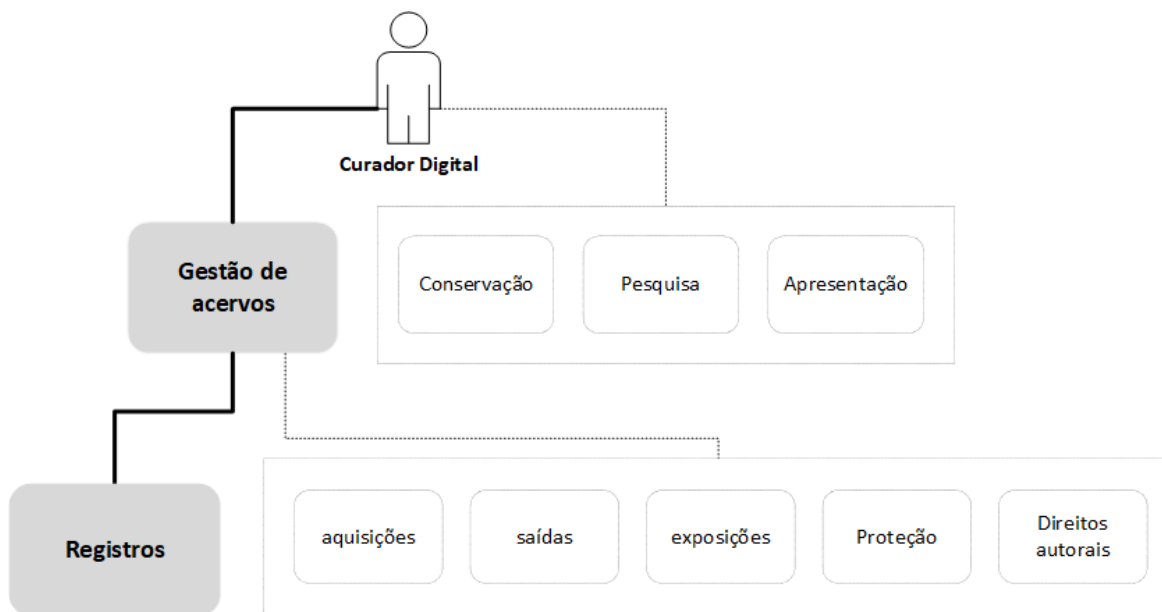 Curador Digital
Gestão de
acervos
Conservação
Pesquisa
Apresentação
Registros
aquisições
saídas
exposições
Proteção
Direitos
autorais